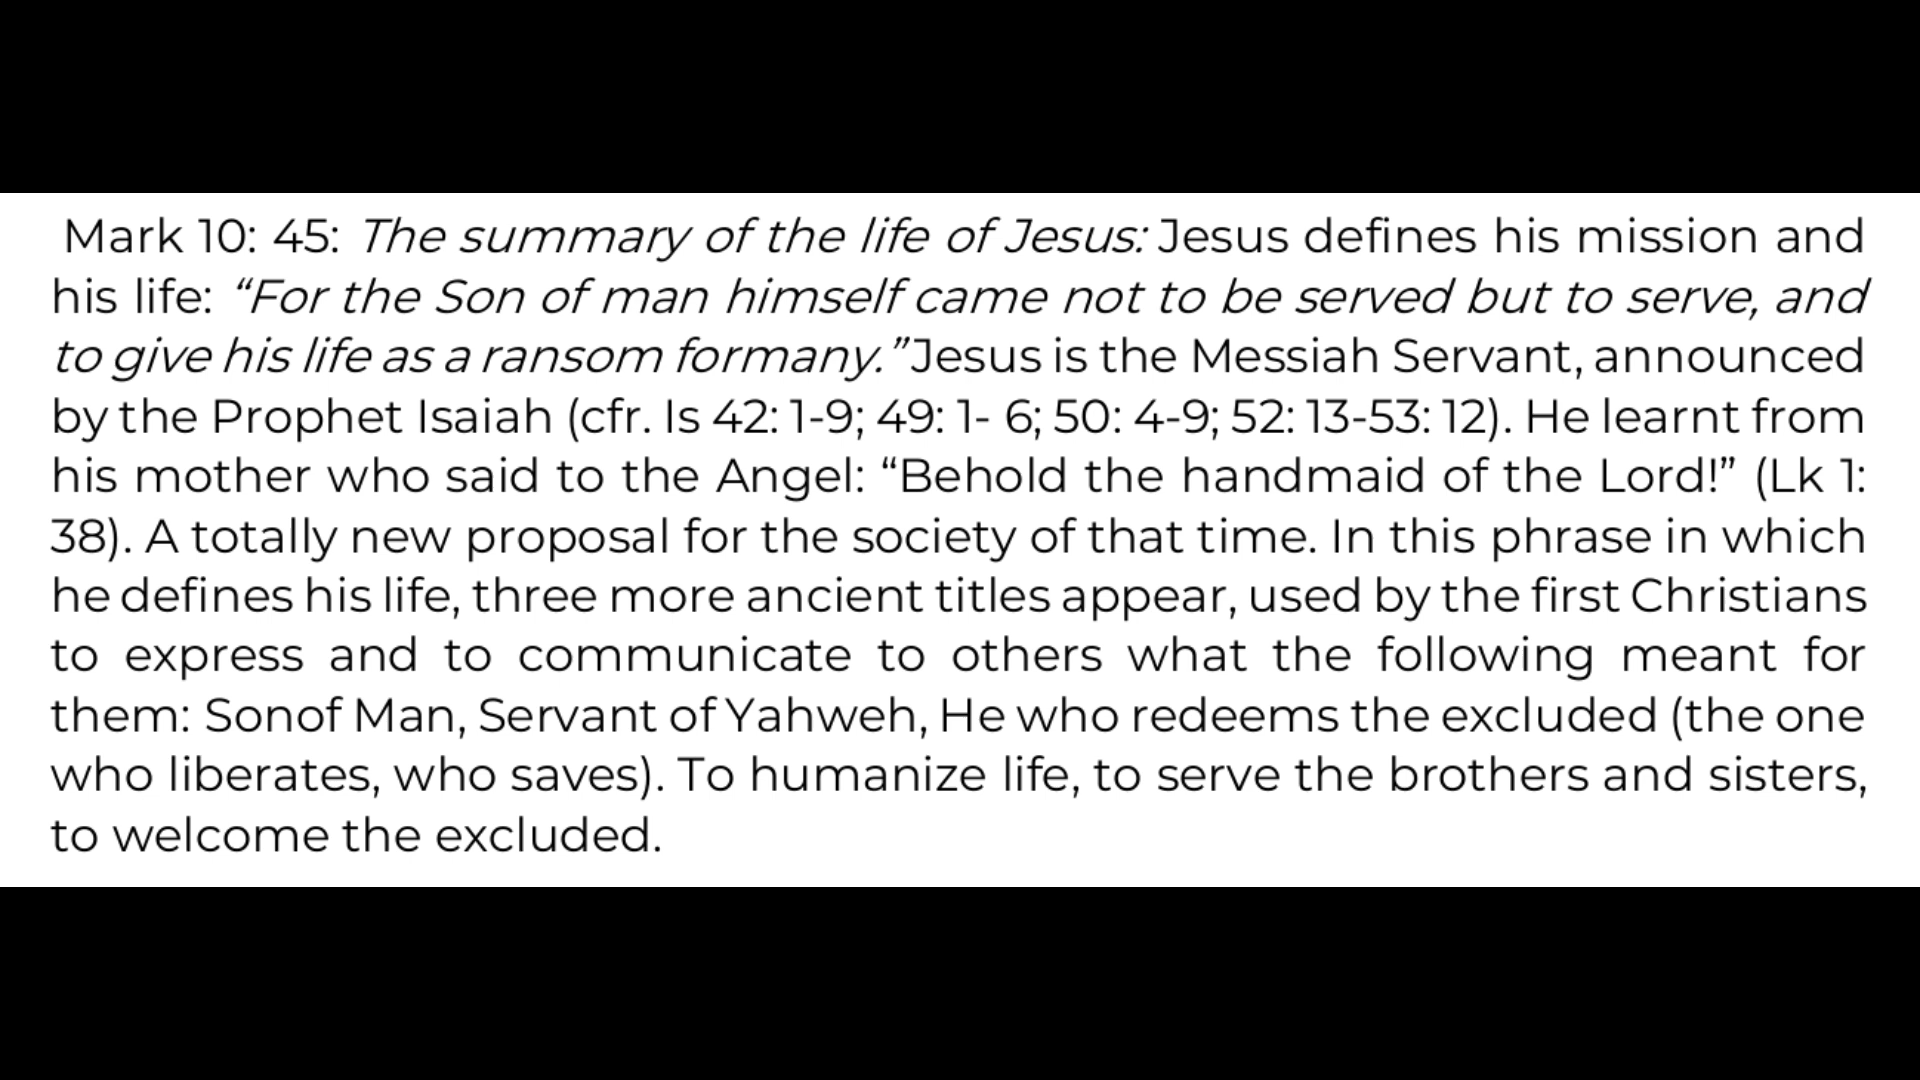 Mark 10: 45: The summary of the life of Jesus: Jesus defines his mission and
his life: “For the Son of man himself came not to be served but to serve, and
to give his life as a ransom formany.”Jesus is the Messiah Servant, announced
by the Prophet Isaiah (cfr. Is 42: 1-9; 49: 1- 6; 50: 4-9; 52: 13-53: 12). He learnt from
his mother who said to the Angel: “Behold the handmaid of the Lord!” (Lk 1:
38). A totally new proposal for the society of that time. In this phrase in which
he defines his life, three more ancient titles appear, used by the first Christians
to express and to communicate to others what the following meant for
them: Sonof Man, Servant of Yahweh, He who redeems the excluded (the one
who liberates, who saves). To humanize life, to serve the brothers and sisters,
to welcome the excluded.